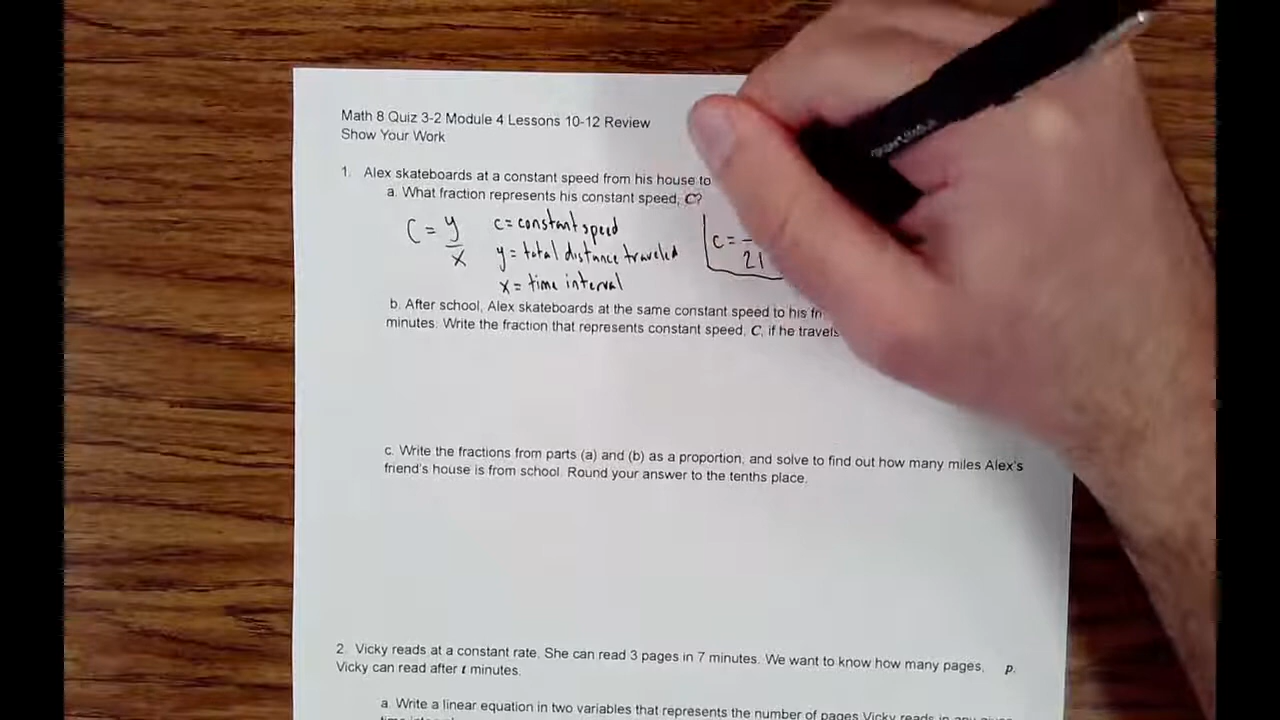 Math 8 Quiz 3-2 Module 4 Lessons 10-12 Review
Show Your Work
1. Alex skateboards at a constant speed from his house to
a. What fraction represents his constant speed, C?
C = y/x
c = constant speed
y = total distance traveled
x = time interval
c =
21
b. After school, Alex skateboards at the same constant speed to his
minutes. Write the fraction that represents constant speed, C, if he travels
c. Write the fractions from parts (a) and (b) as a proportion, and solve to find out how many miles Alex's
friend's house is from school. Round your answer to the tenths place.
2. Vicky reads at a constant rate. She can read 3 pages in 7 minutes. We want to know how many pages, p.
Vicky can read after t minutes.
a. Write a linear equation in two variables that represents the number of pages Vicky reads in any given